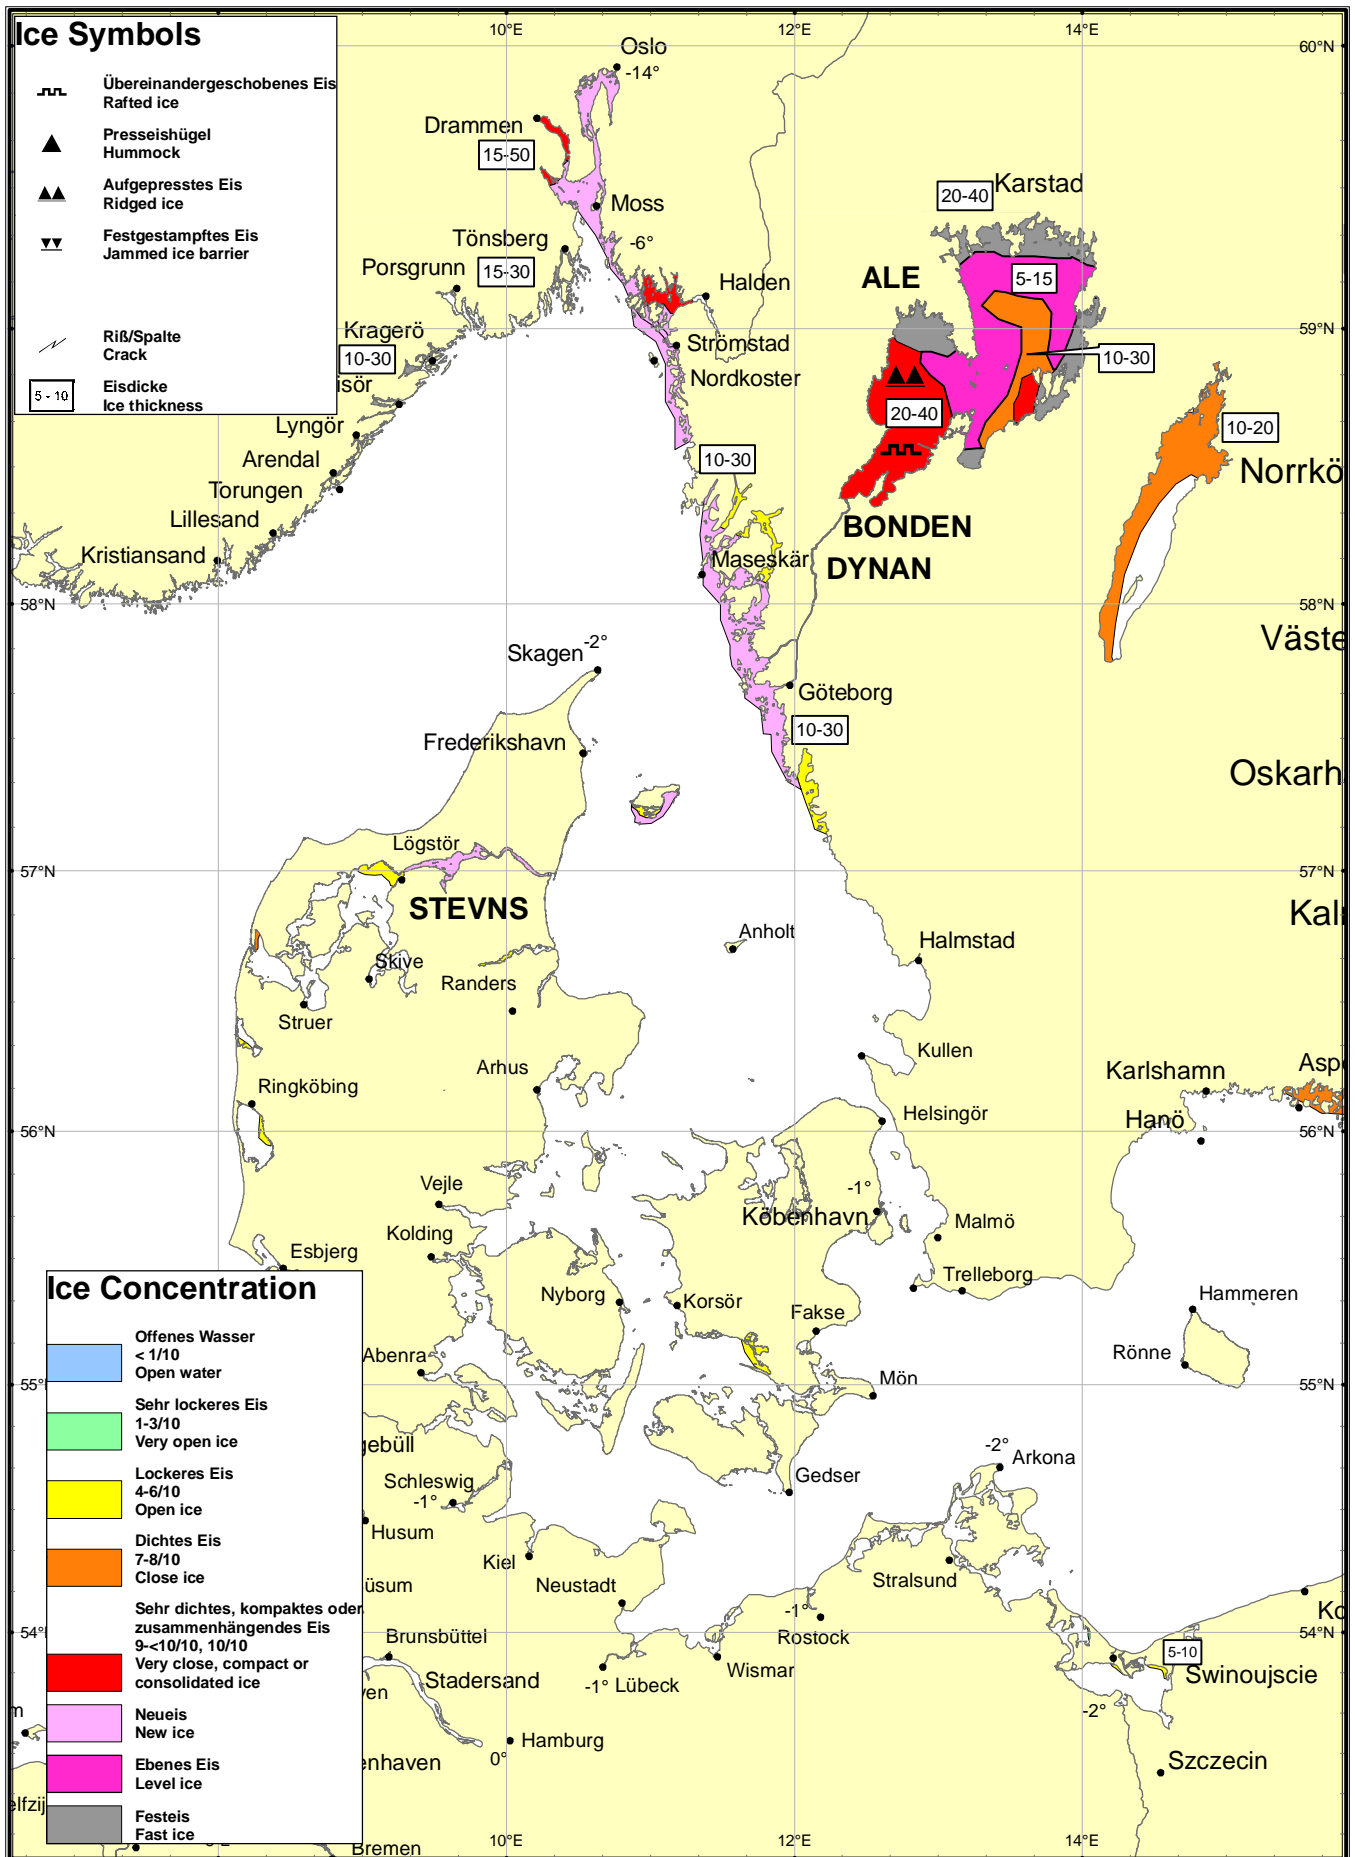 Ice Symbols
Übereinandergeschobenes Eis
Rafted ice
Presseishügel
Hummock
Aufgepresstes Eis
Ridged ice
Festgestampftes Eis
Jammed ice barrier
Riß/Spalte
Crack
5 - 10
Eisdicke
Ice thickness
10°E
12°E
14°E
60°N
Oslo
-14°
Drammen
15-50
Moss
Karstad
20-40
-6°
Tönsberg
Porsgrunn
15-30
Halden
ALE
5-15
59°N
Kragerö
10-30
isör
Strömstad
Nordkoster
10-30
20-40
Lyngör
10-20
Arendal
10-30
Norrkö
Torungen
Lillesand
BONDEN
Kristiansand
Maseskär
DYNAN
58°N
58°N
Väste
Skagen
-2°
Göteborg
10-30
Frederikshavn
Oskarh
Lögstör
57°N
57°N
STEVNS
Kal
Anholt
Halmstad
Skive
Randers
Struer
Kullen
Arhus
Karlshamn
Asp
Ringköbing
Helsingör
Hanö
56°N
56°N
Vejle
-1°
Köbenhavn
Malmö
Kolding
Esbjerg
Trelleborg
Nyborg
Korsör
Fakse
Hammeren
Abenra
Rönne
Mön
55°N
55°N
gebüll
-2°
Arkona
Schleswig
-1°
Gedser
Husum
Kiel
Neustadt
Stralsund
üsum
-1°
Ko
Rostock
54°N
54°N
Brunsbüttel
Stadersand
Wismar
5-10
Swinoujscie
-1°
Lübeck
ven
-2°
m
Hamburg
0°
enhaven
Szczecin
elfzij
Bremen
10°E
12°E
14°E
Ice Concentration
Offenes Wasser
< 1/10
Open water
Sehr lockeres Eis
1-3/10
Very open ice
Lockeres Eis
4-6/10
Open ice
Dichtes Eis
7-8/10
Close ice
Sehr dichtes, kompaktes oder
zusammenhängendes Eis
9-<10/10, 10/10
Very close, compact or
consolidated ice
Neueis
New ice
Ebenes Eis
Level ice
Festeis
Fast ice